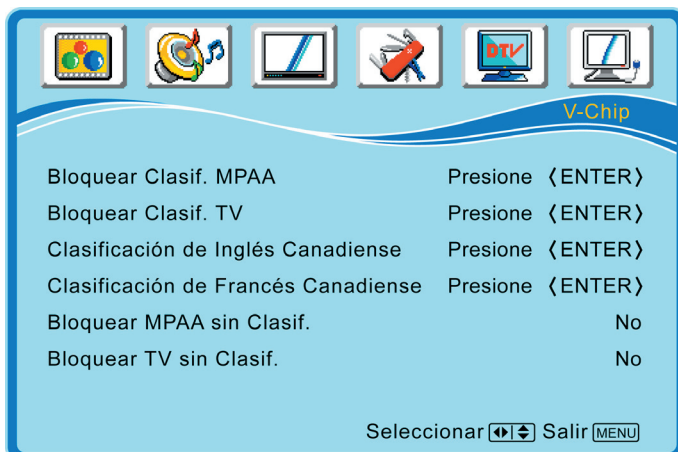 DTV
V-Chip
Bloquear Clasif. MPAA Presione ❬ENTER❭
Bloquear Clasif. TV Presione ❬ENTER❭
Clasificación de Inglés Canadiense Presione ❬ENTER❭
Clasificación de Francés Canadiense Presione ❬ENTER❭
Bloquear MPAA sin Clasif. No
Bloquear TV sin Clasif. No
Seleccionar Salir MENU